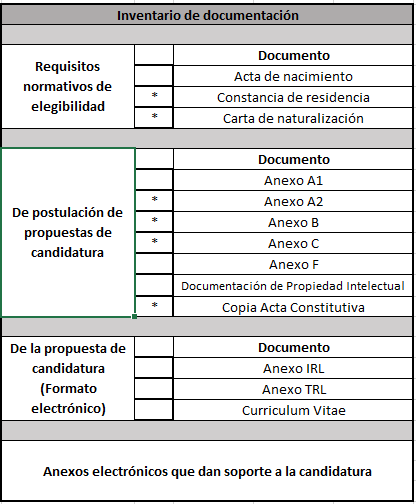 Inventario de documentación
Requisitos
normativos de
elegibilidad
Documento
Acta de nacimiento
* Constancia de residencia
* Carta de naturalización
De postulación de
propuestas de
candidatura
Documento
Anexo A1
* Anexo A2
* Anexo B
* Anexo C
Anexo F
Documentación de Propiedad Intelectual
* Copia Acta Constitutiva
De la propuesta de
candidatura
(Formato
electrónico)
Documento
Anexo IRL
Anexo TRL
Curriculum Vitae
Anexos electrónicos que dan soporte a la candidatura